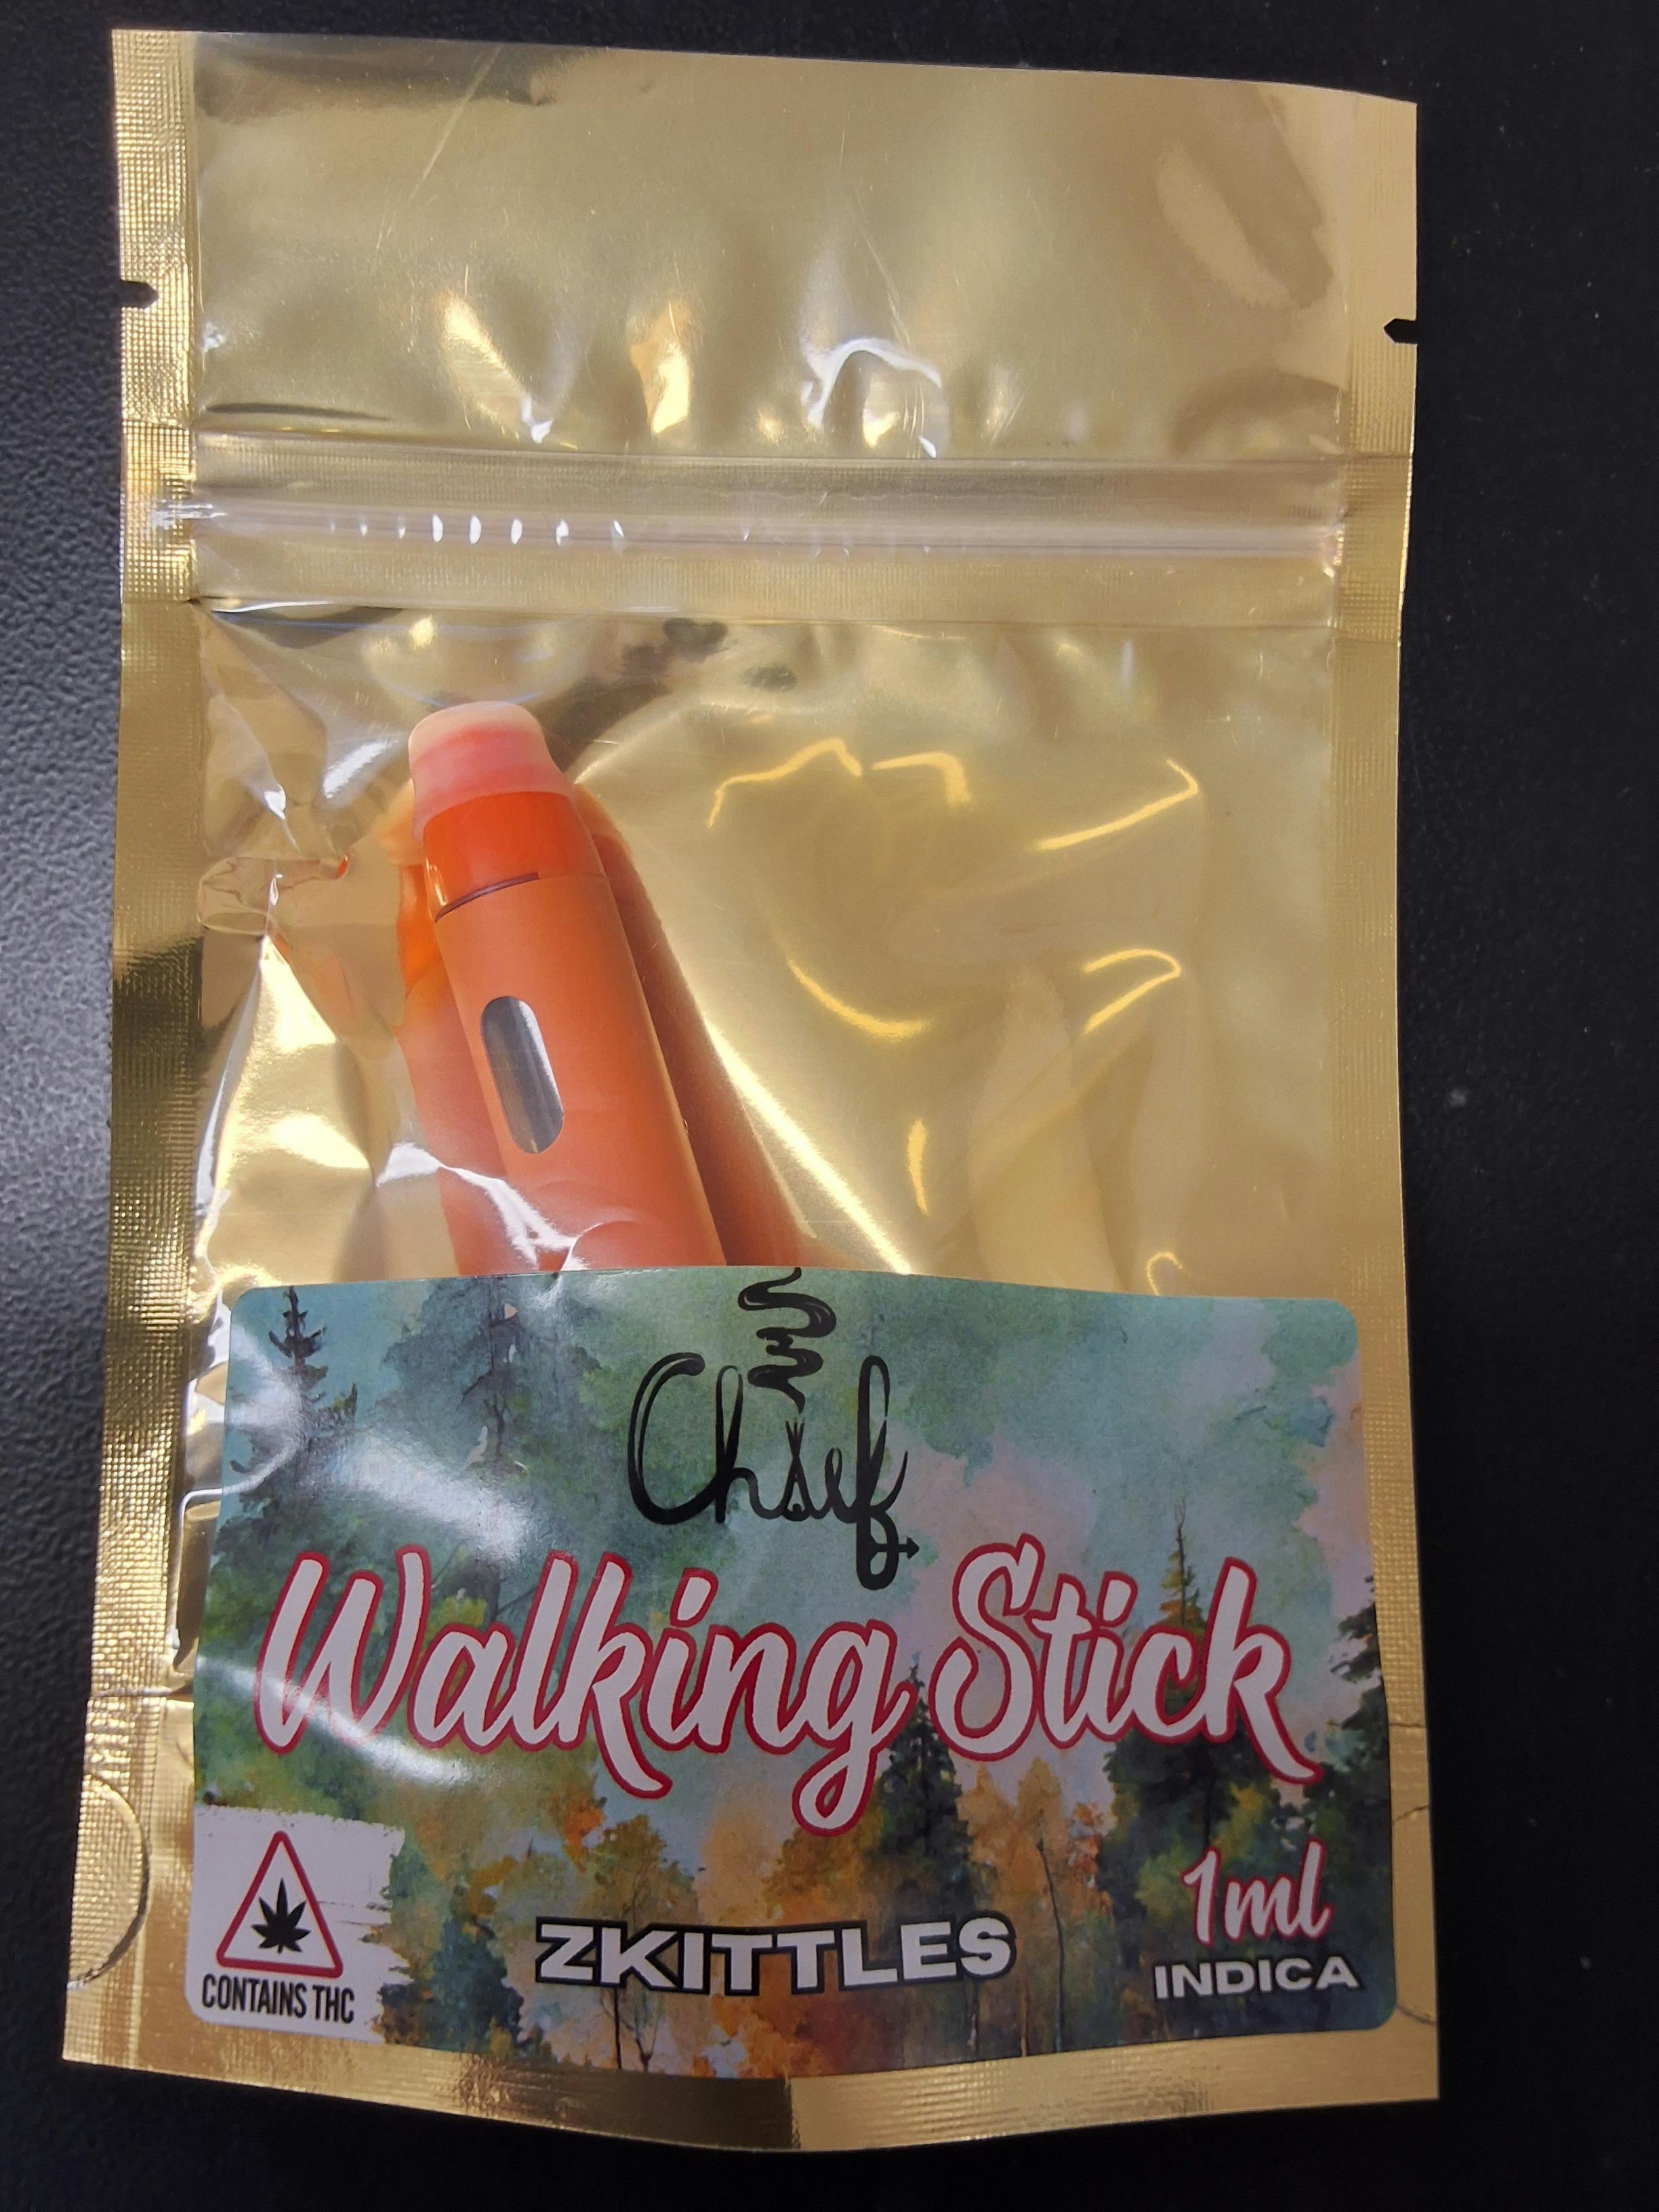 Chief
Walking Stick
1ml
INDICA
ZKITTLES
CONTAINS THC